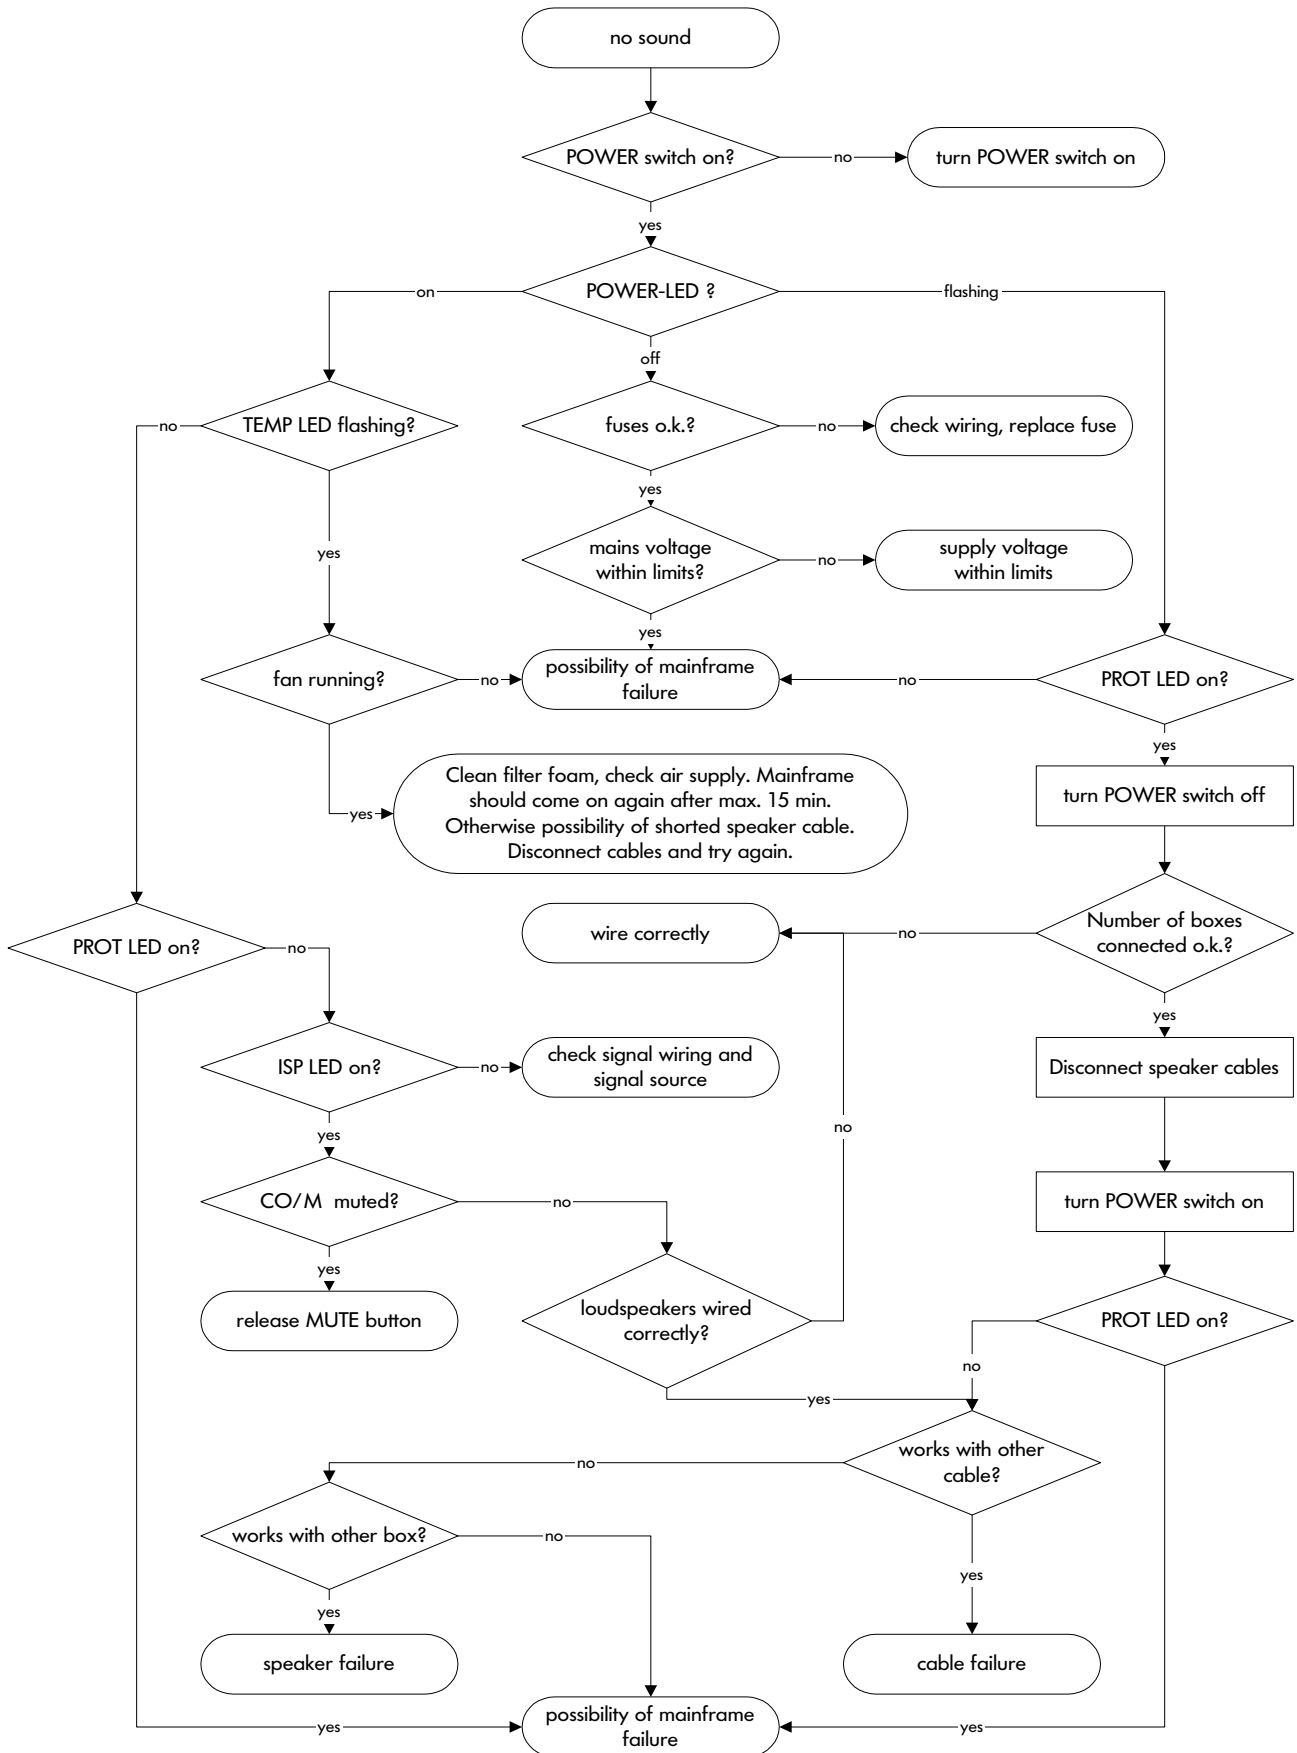 no sound
POWER switch on?
no
turn POWER switch on
yes
POWER-LED ?
on
flashing
off
TEMP LED flashing?
no
fuses o.k.?
no
check wiring, replace fuse
yes
mains voltage
within limits?
no
supply voltage
within limits
yes
yes
fan running?
no
possibility of mainframe
failure
no
PROT LED on?
yes
turn POWER switch off
yes
Clean filter foam, check air supply. Mainframe
should come on again after max. 15 min.
Otherwise possibility of shorted speaker cable.
Disconnect cables and try again.
PROT LED on?
no
wire correctly
no
Number of boxes
connected o.k.?
yes
ISP LED on?
no
check signal wiring and
signal source
Disconnect speaker cables
yes
no
CO/M  muted?
no
turn POWER switch on
yes
release MUTE button
loudspeakers wired
correctly?
PROT LED on?
no
yes
works with other
cable?
no
works with other box?
no
yes
yes
speaker failure
cable failure
yes
possibility of mainframe
failure
yes